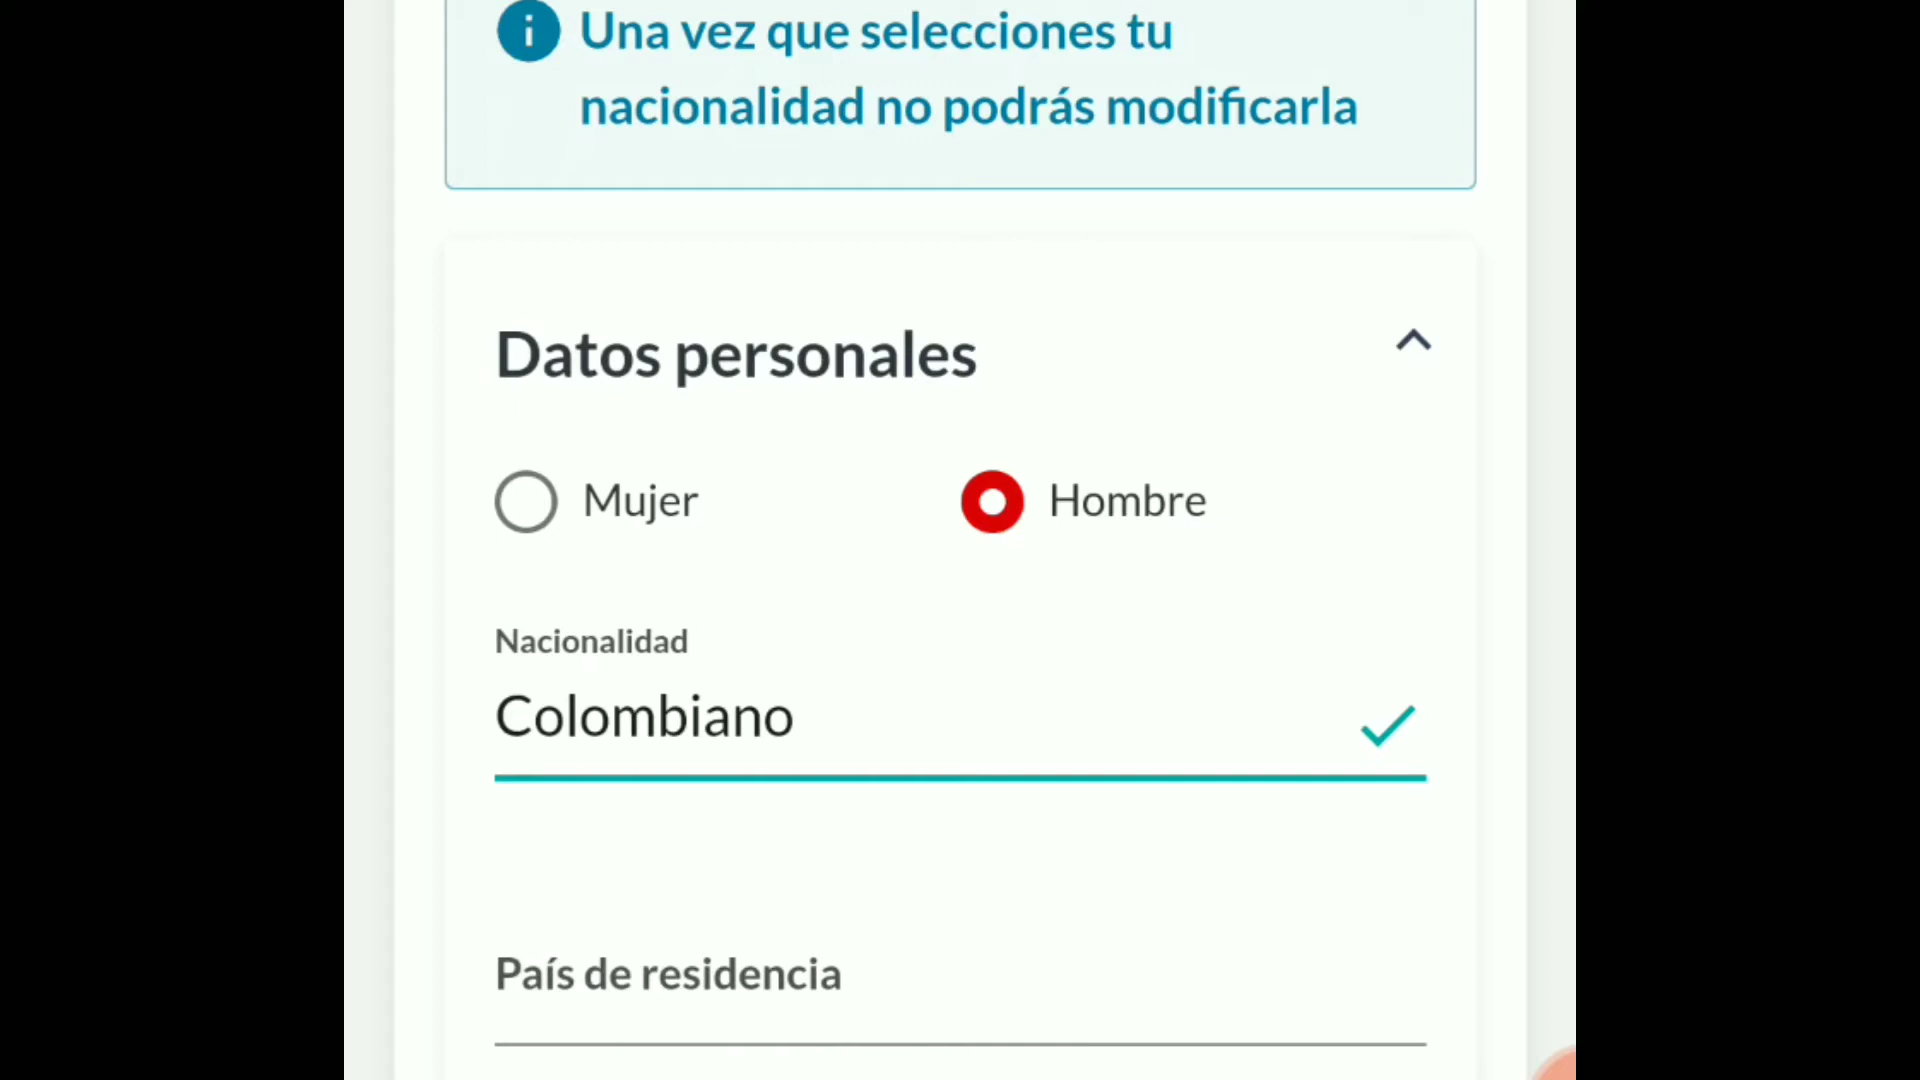 Una vez que selecciones tu
nacionalidad no podrás modificarla
Datos personales
Mujer
Hombre
Nacionalidad
Colombiano
País de residencia